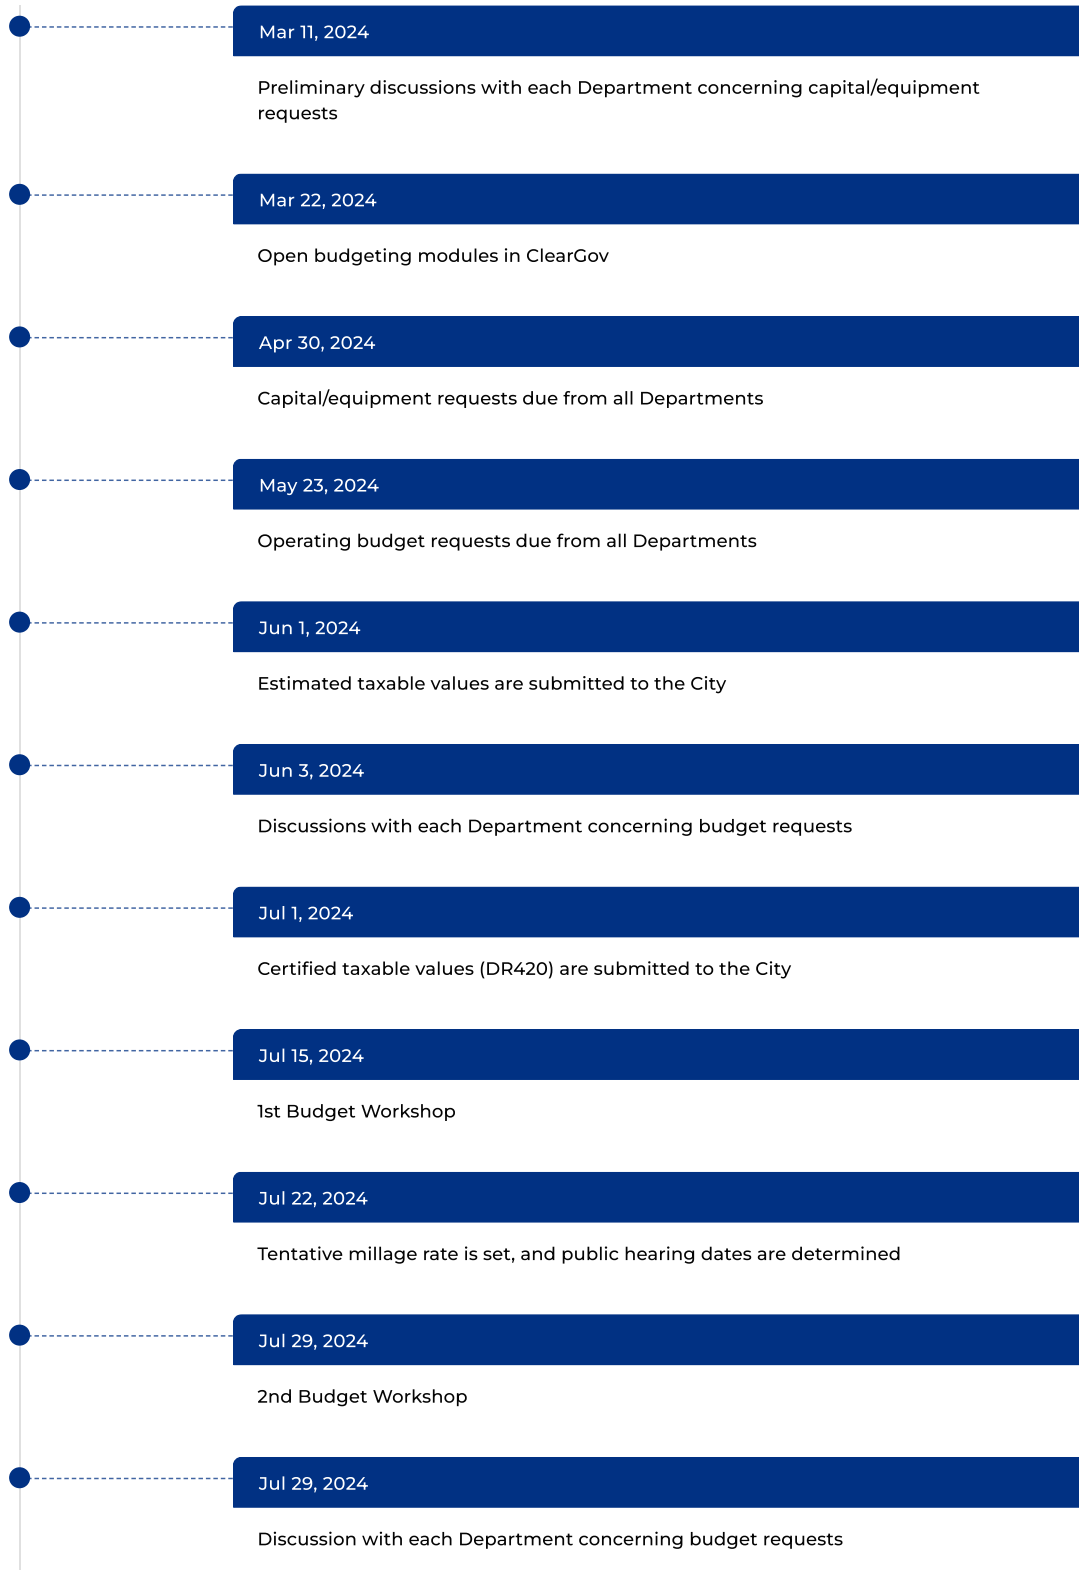 Mar 11, 2024
Preliminary discussions with each Department concerning capital/equipment
requests
Mar 22, 2024
Open budgeting modules in ClearGov
Apr 30, 2024
Capital/equipment requests due from all Departments
May 23, 2024
Operating budget requests due from all Departments
Jun 1, 2024
Estimated taxable values are submitted to the City
Jun 3, 2024
Discussions with each Department concerning budget requests
Jul 1, 2024
Certified taxable values (DR420) are submitted to the City
Jul 15, 2024
1st Budget Workshop
Jul 22, 2024
Tentative millage rate is set, and public hearing dates are determined
Jul 29, 2024
2nd Budget Workshop
Jul 29, 2024
Discussion with each Department concerning budget requests